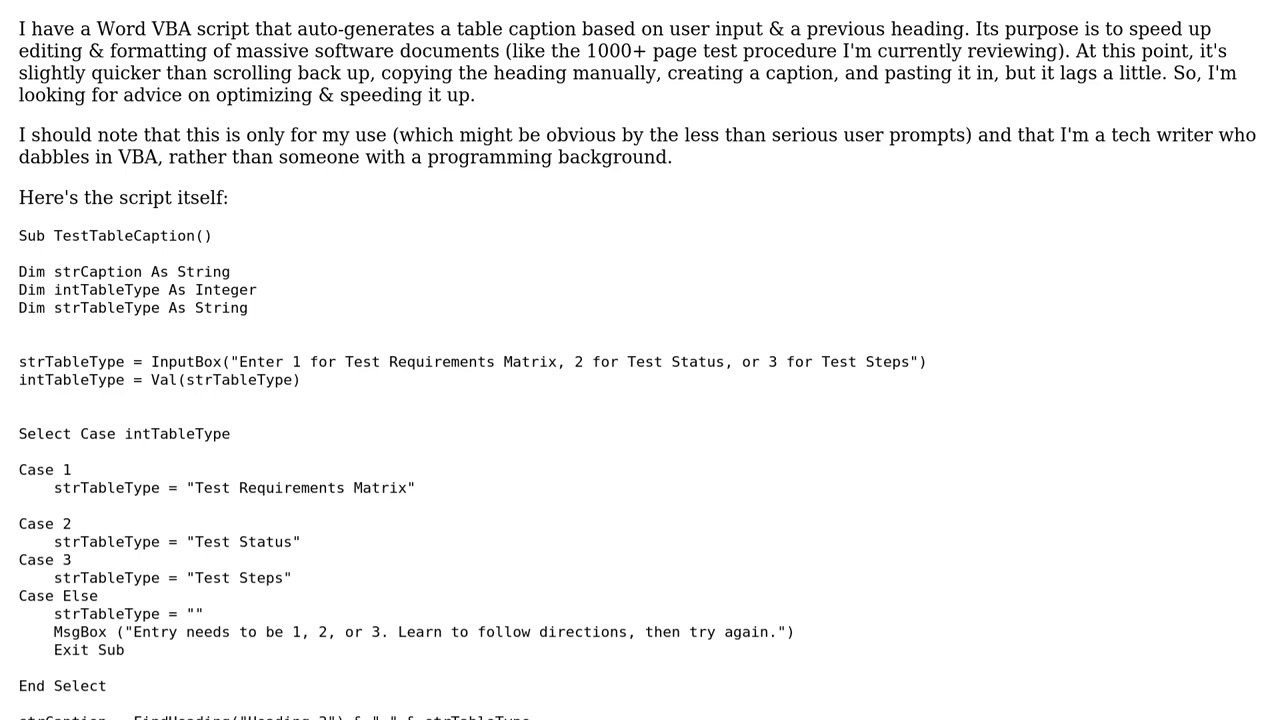 I have a Word VBA script that auto-generates a table caption based on user input & a previous heading. Its purpose is to speed up
editing & formatting of massive software documents (like the 1000+ page test procedure I'm currently reviewing). At this point, it's
slightly quicker than scrolling back up, copying the heading manually, creating a caption, and pasting it in, but it lags a little. So, I'm
looking for advice on optimizing & speeding it up.
I should note that this is only for my use (which might be obvious by the less than serious user prompts) and that I'm a tech writer who
dabbles in VBA, rather than someone with a programming background.
Here's the script itself:
Sub TestTableCaption()
Dim strCaption As String
Dim intTableType As Integer
Dim strTableType As String
strTableType = InputBox("Enter 1 for Test Requirements Matrix, 2 for Test Status, or 3 for Test Steps")
intTableType = Val(strTableType)
Select Case intTableType
Case 1
    strTableType = "Test Requirements Matrix"
Case 2
    strTableType = "Test Status"
Case 3
    strTableType = "Test Steps"
Case Else
    strTableType = ""
    MsgBox ("Entry needs to be 1, 2, or 3. Learn to follow directions, then try again.")
    Exit Sub
End Select